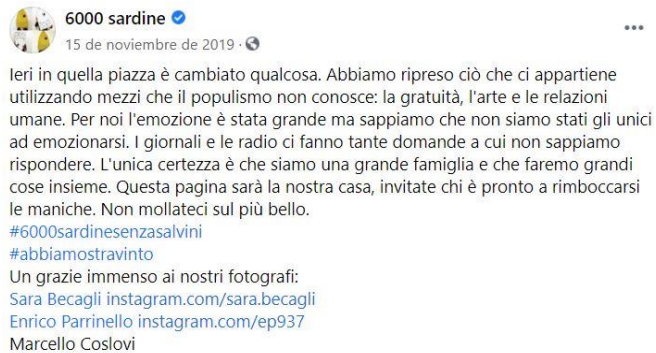 6000 sardine
15 de noviembre de 2019 ·
Ieri in quella piazza è cambiato qualcosa. Abbiamo ripreso ciò che ci appartiene
utilizzando mezzi che il populismo non conosce: la gratuità, l'arte e le relazioni
umane. Per noi l'emozione è stata grande ma sappiamo che non siamo stati gli unici
ad emozionarsi. I giornali e le radio ci fanno tante domande a cui non sappiamo
rispondere. L'unica certezza è che siamo una grande famiglia e che faremo grandi
cose insieme. Questa pagina sarà la nostra casa, invitate chi è pronto a rimboccarsi
le maniche. Non mollateci sul più bello.
#6000sardinesenzasalvini
#abbiamostravinto
Un grazie immenso ai nostri fotografi:
Sara Becagli instagram.com/sara.becagli
Enrico Parrinello instagram.com/ep937
Marcello Coslovi